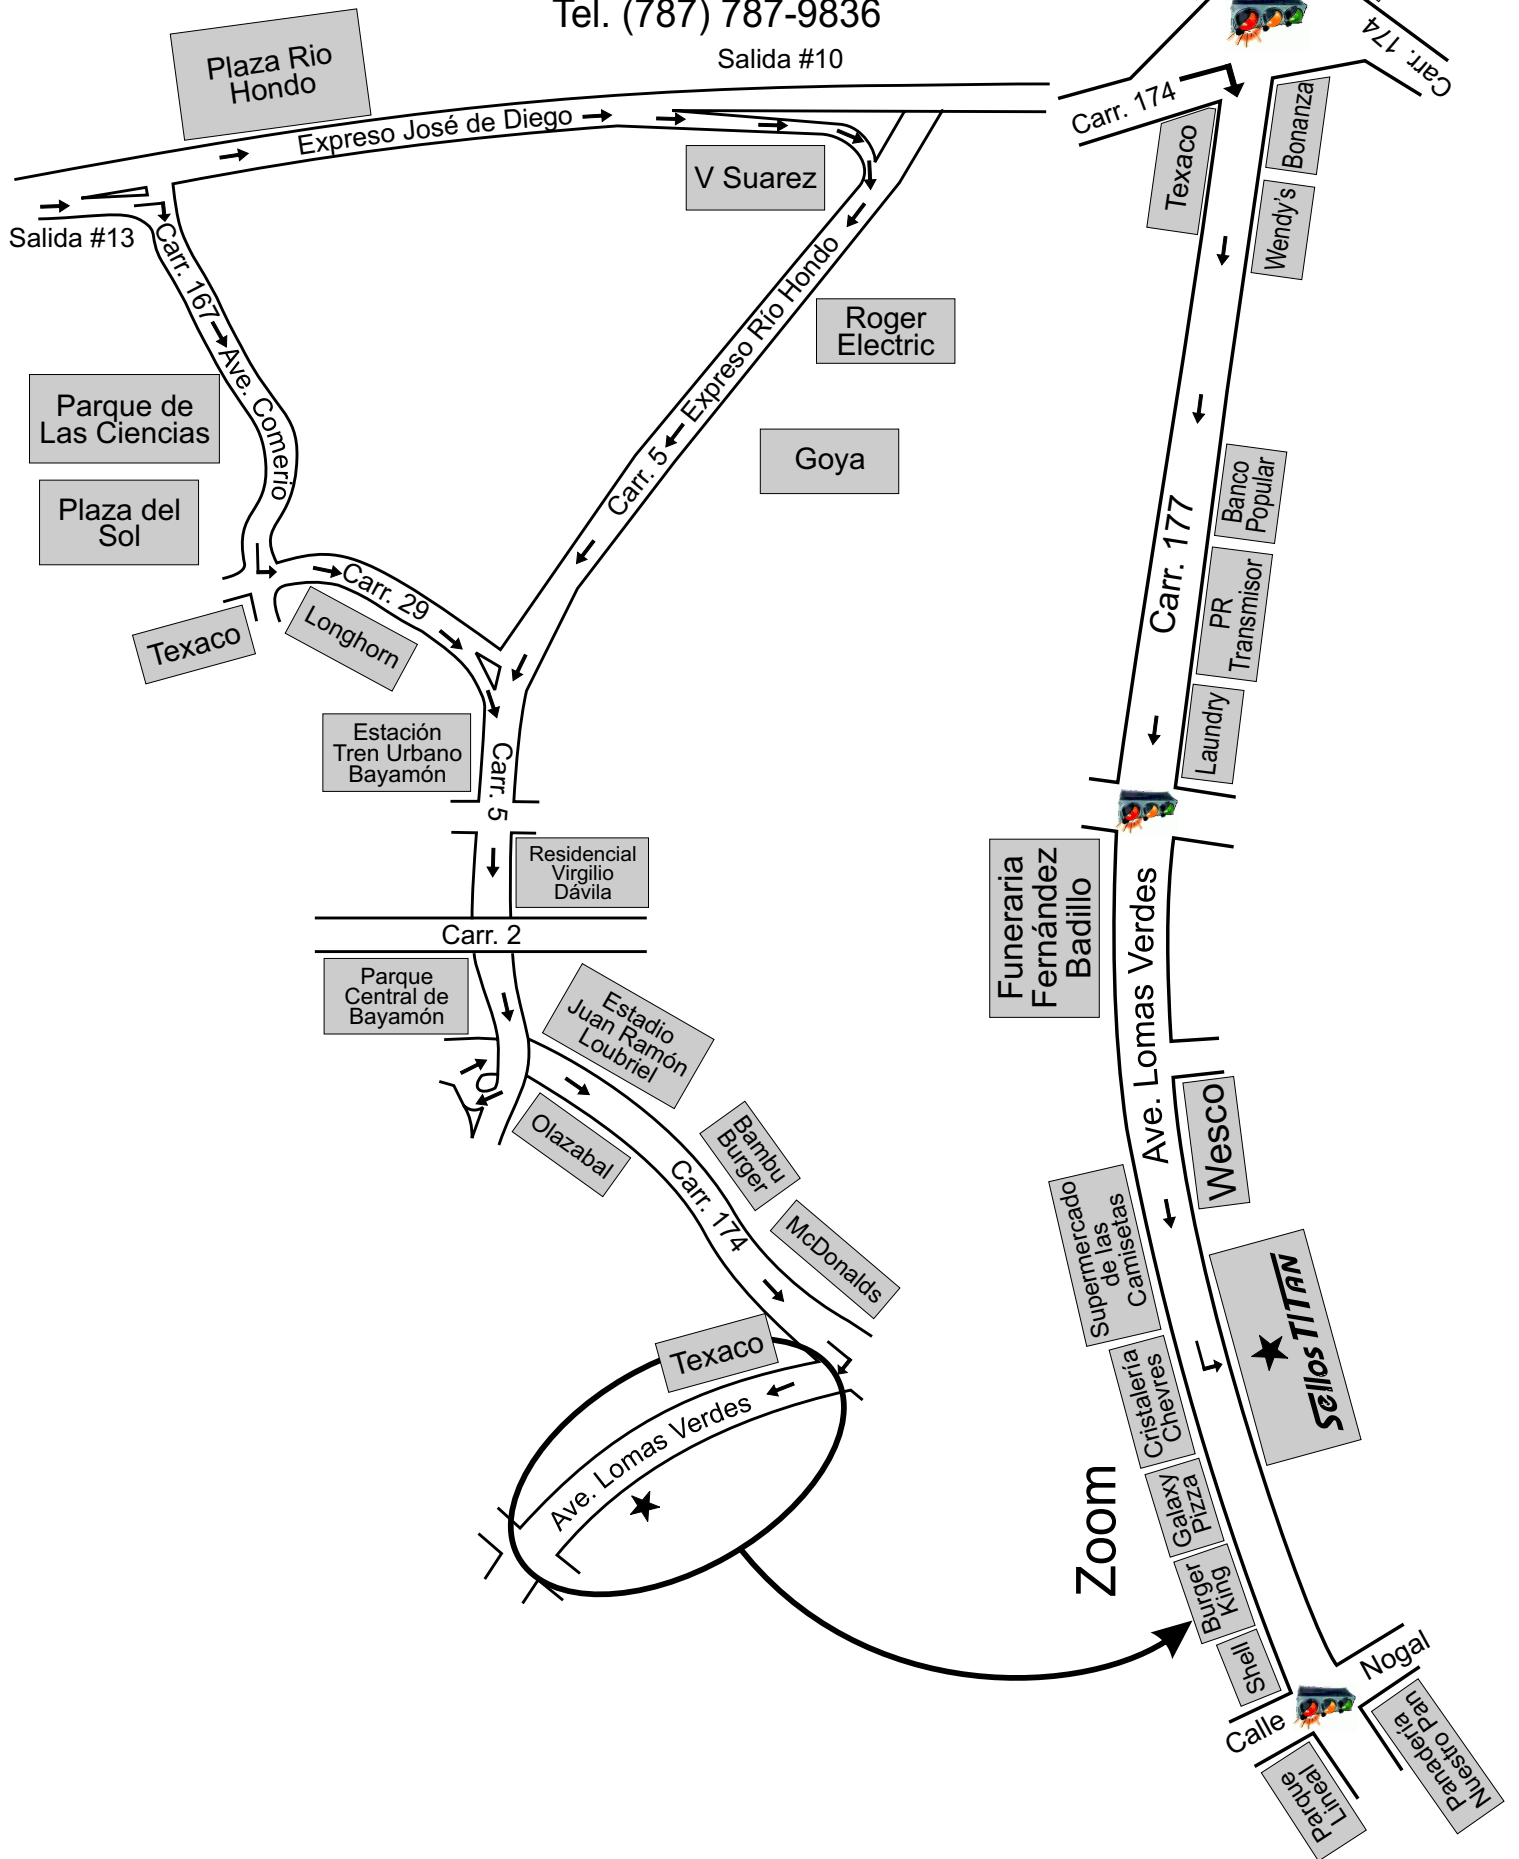 Tel. (787) 787-9836
Salida #10
Plaza Rio
Hondo
Expreso José de Diego
V Suarez
Salida #13
Carr. 167
Ave. Comerio
Parque de
Las Ciencias
Plaza del
Sol
Texaco
Carr. 29
Longhorn
Expreso Río Hondo
Carr. 5
Roger
Electric
Goya
Estación
Tren Urbano
Bayamón
Carr. 5
Residencial
Virgilio
Dávila
Carr. 2
Parque
Central de
Bayamón
Estadio
Juan Ramón
Loubriel
Olazabal
Bambu
Burger
Carr. 174
McDonalds
Texaco
Ave. Lomas Verdes
Zoom
Carr. 174
Carr. 174
Texaco
Bonanza
Wendy's
Banco
Popular
Carr. 177
PR
Transmisor
Laundry
Funeraria
Fernández
Badillo
Ave. Lomas Verdes
Wesco
Supermercado
de las
Camisetas
Sellos TITAN
Cristalería
Chevres
Galaxy
Pizza
Burger
King
Shell
Calle
Nogal
Panadería
Nuestro Pan
Parque
Lineal